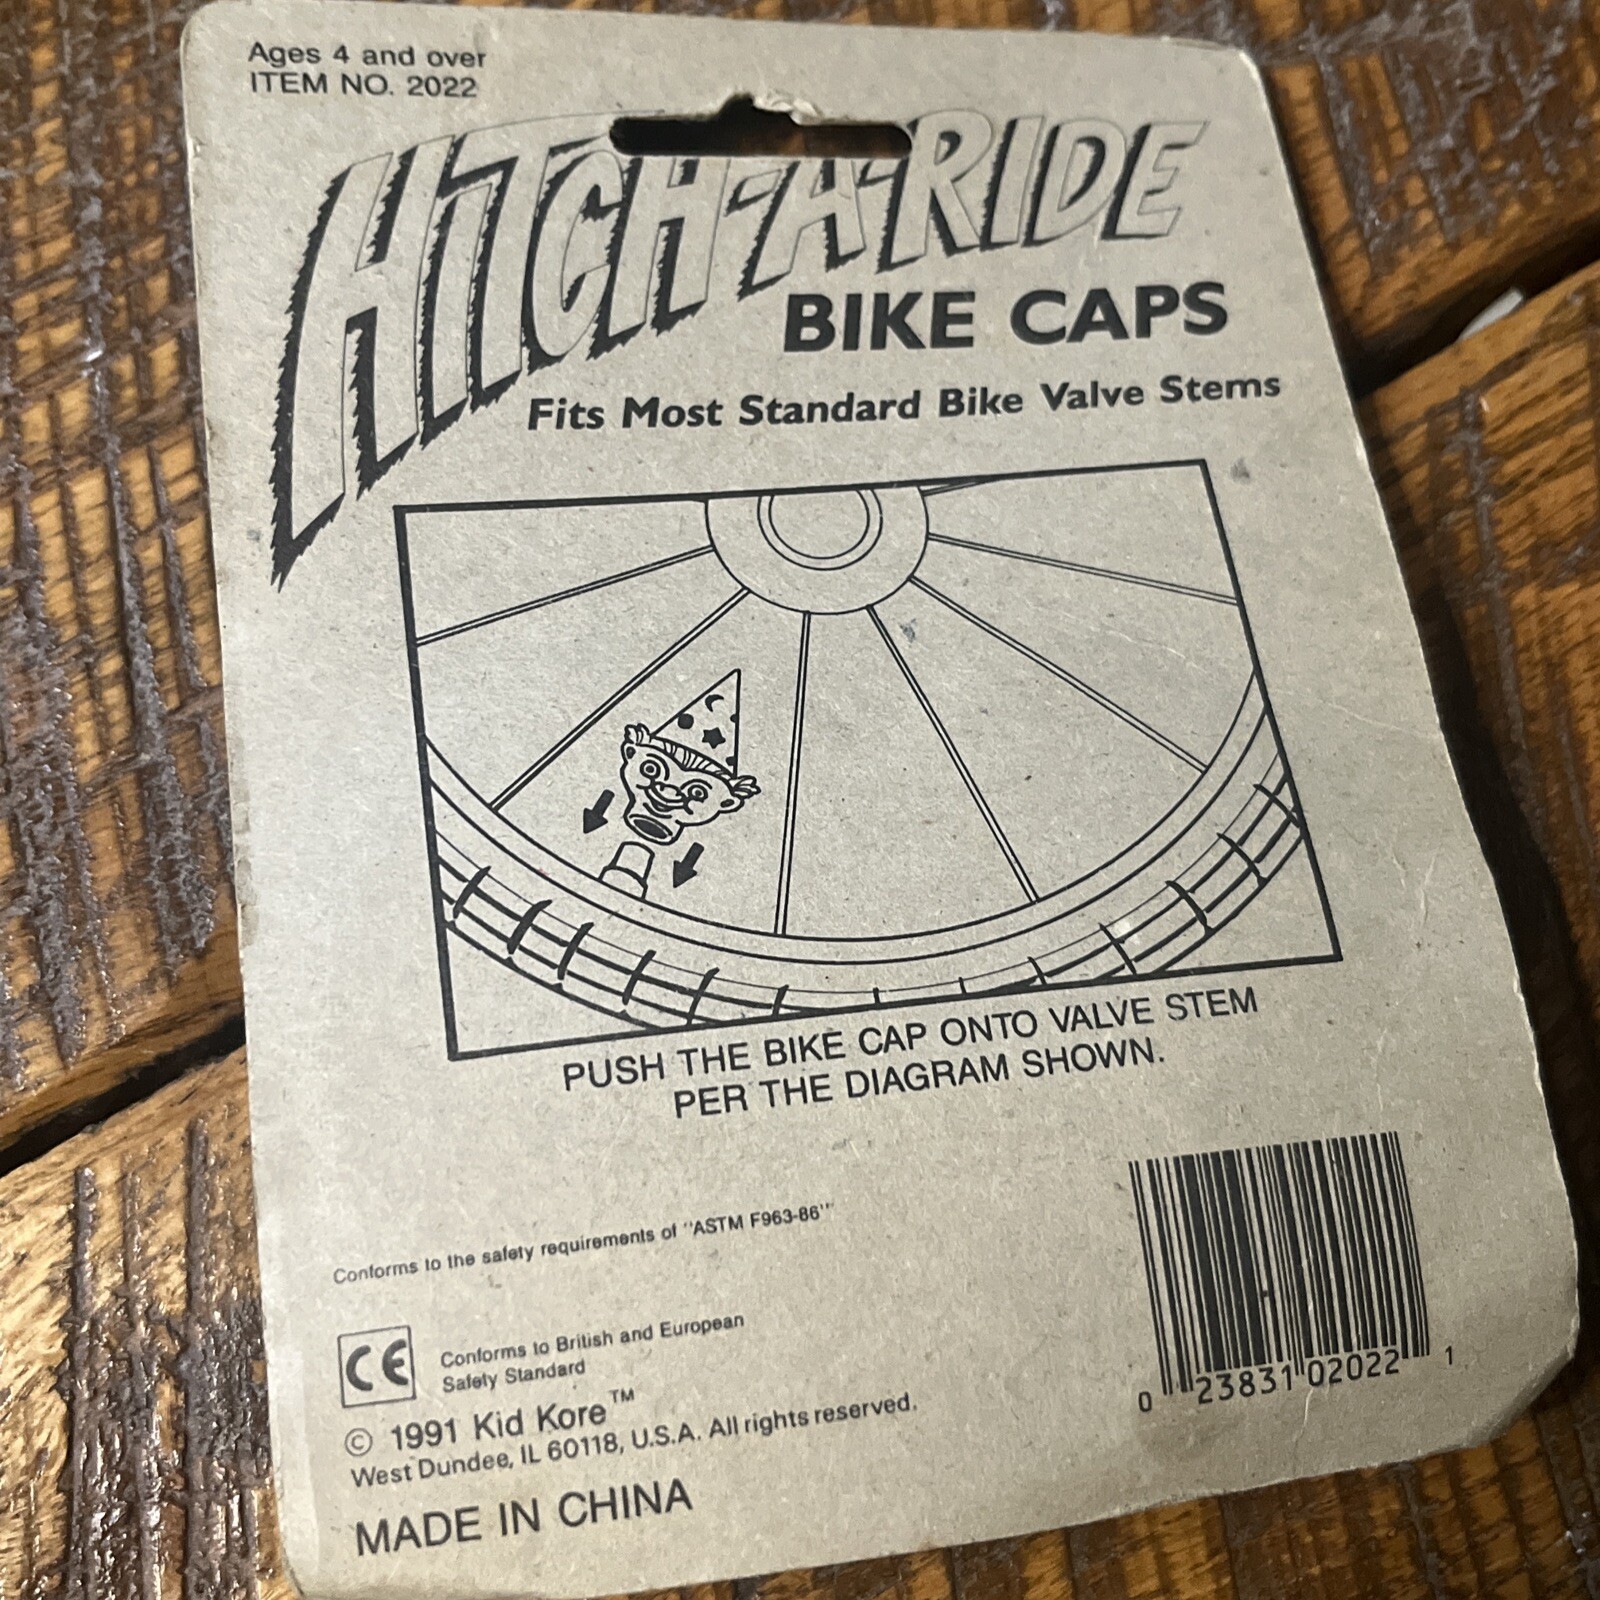 Ages 4 and over
ITEM NO. 2022
HITCH-A-RIDE
BIKE CAPS
Fits Most Standard Bike Valve Stems
PUSH THE BIKE CAP ONTO VALVE STEM
PER THE DIAGRAM SHOWN.
Conforms to the safety requirements of "ASTM F963-86"
CE
Conforms to British and European
Safety Standard
© 1991 Kid Kore™
West Dundee, IL 60118, U.S.A. All rights reserved.
MADE IN CHINA
0 23831 02022 1